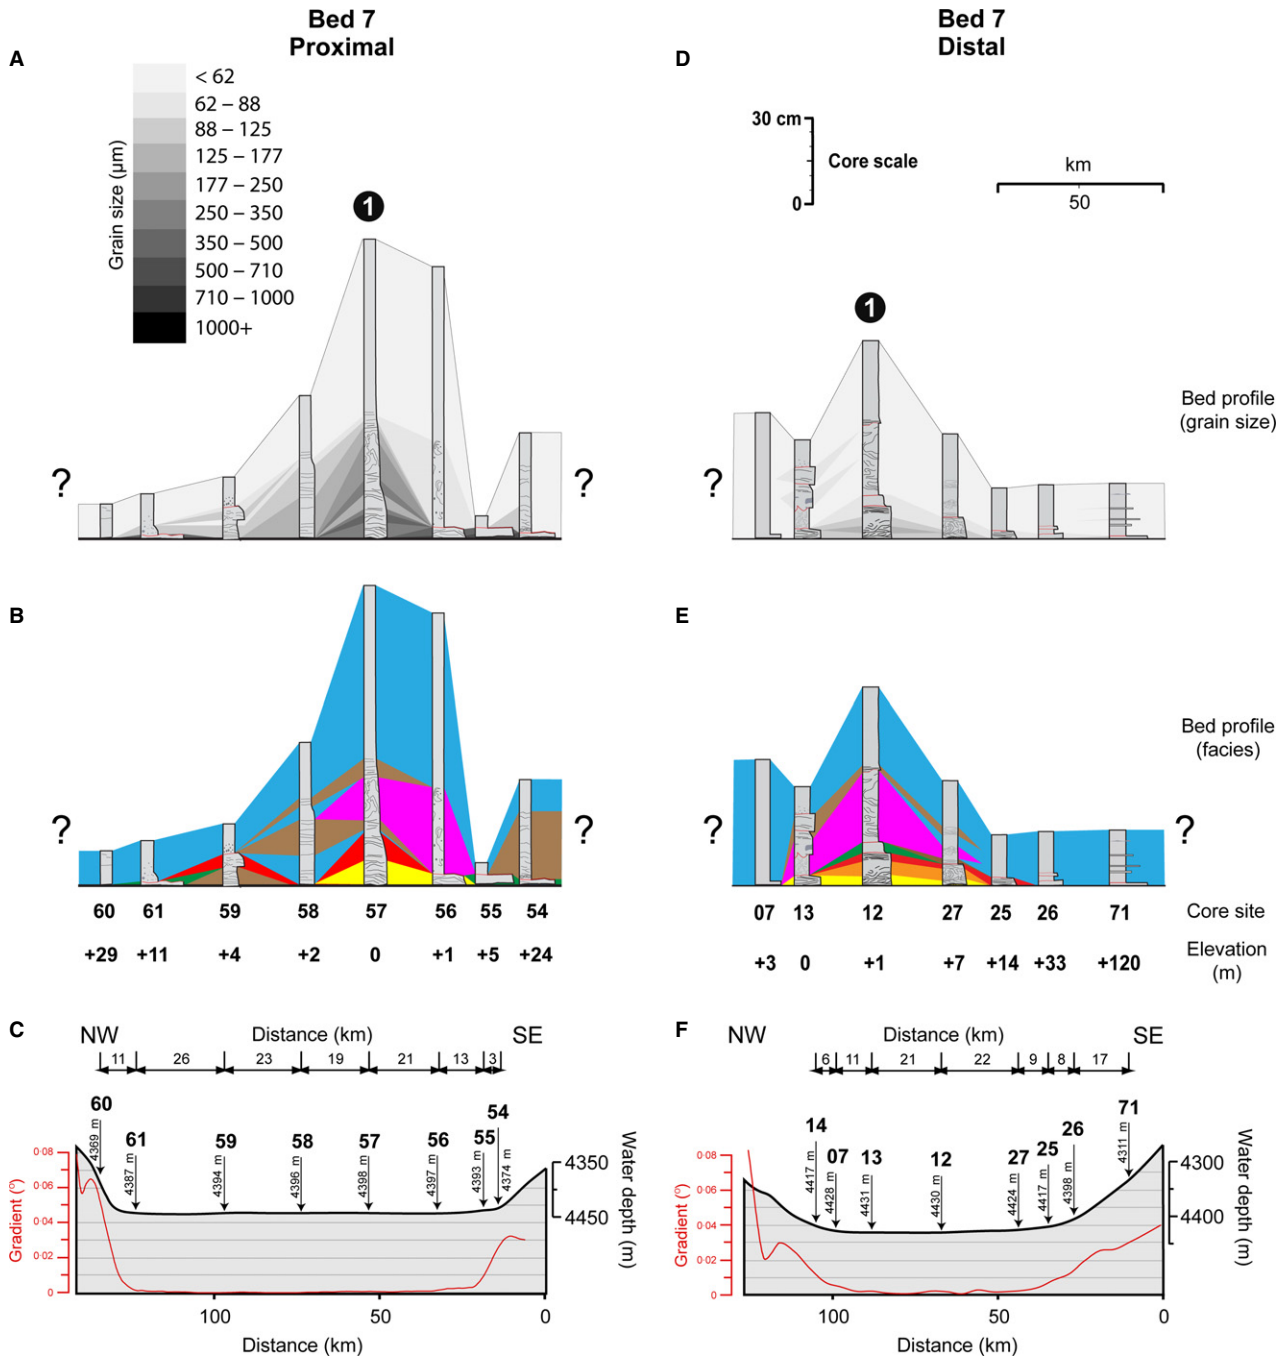 Bed 7
Proximal
Bed 7
Distal
A
< 62
62 – 88
88 – 125
125 – 177
177 – 250
250 – 350
350 – 500
500 – 710
710 – 1000
1000+
Grain size (µm)
1
?
?
D
30 cm
0
Core scale
km
50
1
?
Bed profile
(grain size)
B
?
?
60 61 59 58 57 56 55 54
+29 +11 +4 +2 0 +1 +5 +24
E
?
?
Bed profile
(facies)
07 13 12 27 25 26 71 Core site
+3 0 +1 +7 +14 +33 +120 Elevation
(m)
C
NW Distance (km) SE
11 26 23 19 21 13 3
60 61 59 58 57 56 55 54
4369 m 4387 m 4394 m 4396 m 4398 m 4397 m 4393 m 4374 m
0·08
0·06
0·04
0·02
0
Gradient (°)
4350
4450
Water depth (m)
100 50 0
Distance (km)
F
NW Distance (km) SE
6 11 21 22 9 8 17
14 07 13 12 27 25 26 71
4417 m 4428 m 4431 m 4430 m 4424 m 4417 m 4398 m 4311 m
0·08
0·06
0·04
0·02
0
Gradient (°)
4300
4400
Water depth (m)
100 50 0
Distance (km)